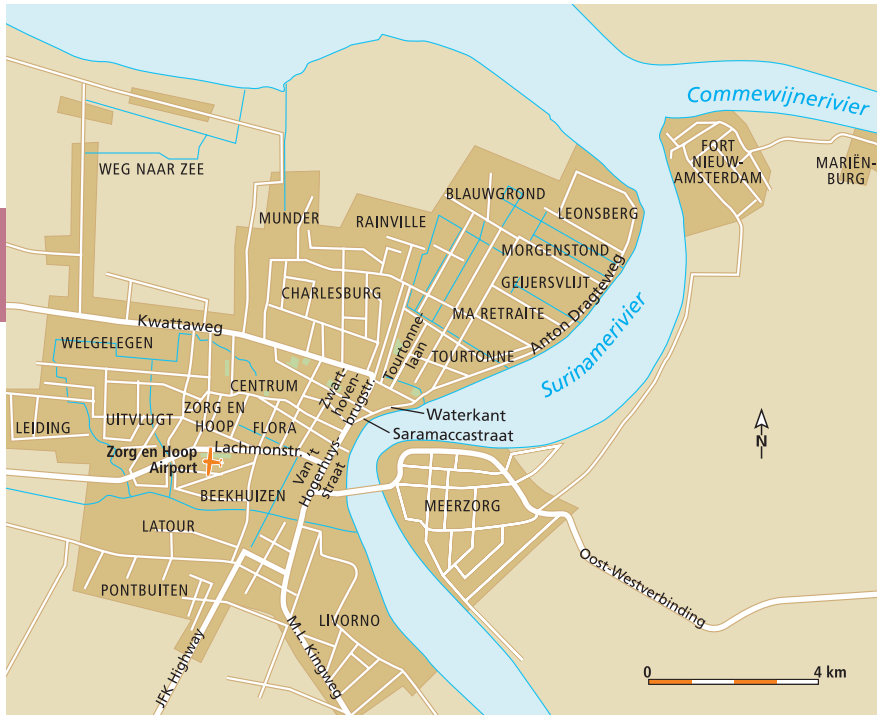 Commewijnerivier
FORT
NIEUW-
AMSTERDAM
MARIËN-
BURG
WEG NAAR ZEE
BLAUWGROND
LEONSBERG
MUNDER
RAINVILLE
MORGENSTOND
GEIJERSVLIJT
CHARLESBURG
MA RETRAITE
Anton Dragteweg
Surinamerivier
Kwattaweg
WELGELEGEN
TOURTONNE
Tourtonne-
laan
CENTRUM
Zwart-
hoven-
brugstr.
ZORG EN
HOOP
UITVLUGT
LEIDING
FLORA
Waterkant
Saramaccastraat
N
Zorg en Hoop
Airport
Lachmonstr.
Van 't
Hogerhuys-
straat
BEEKHUIZEN
MEERZORG
LATOUR
Oost-Westverbinding
PONTBUITEN
LIVORNO
JFK Highway
M.L. Kingweg
0 4 km